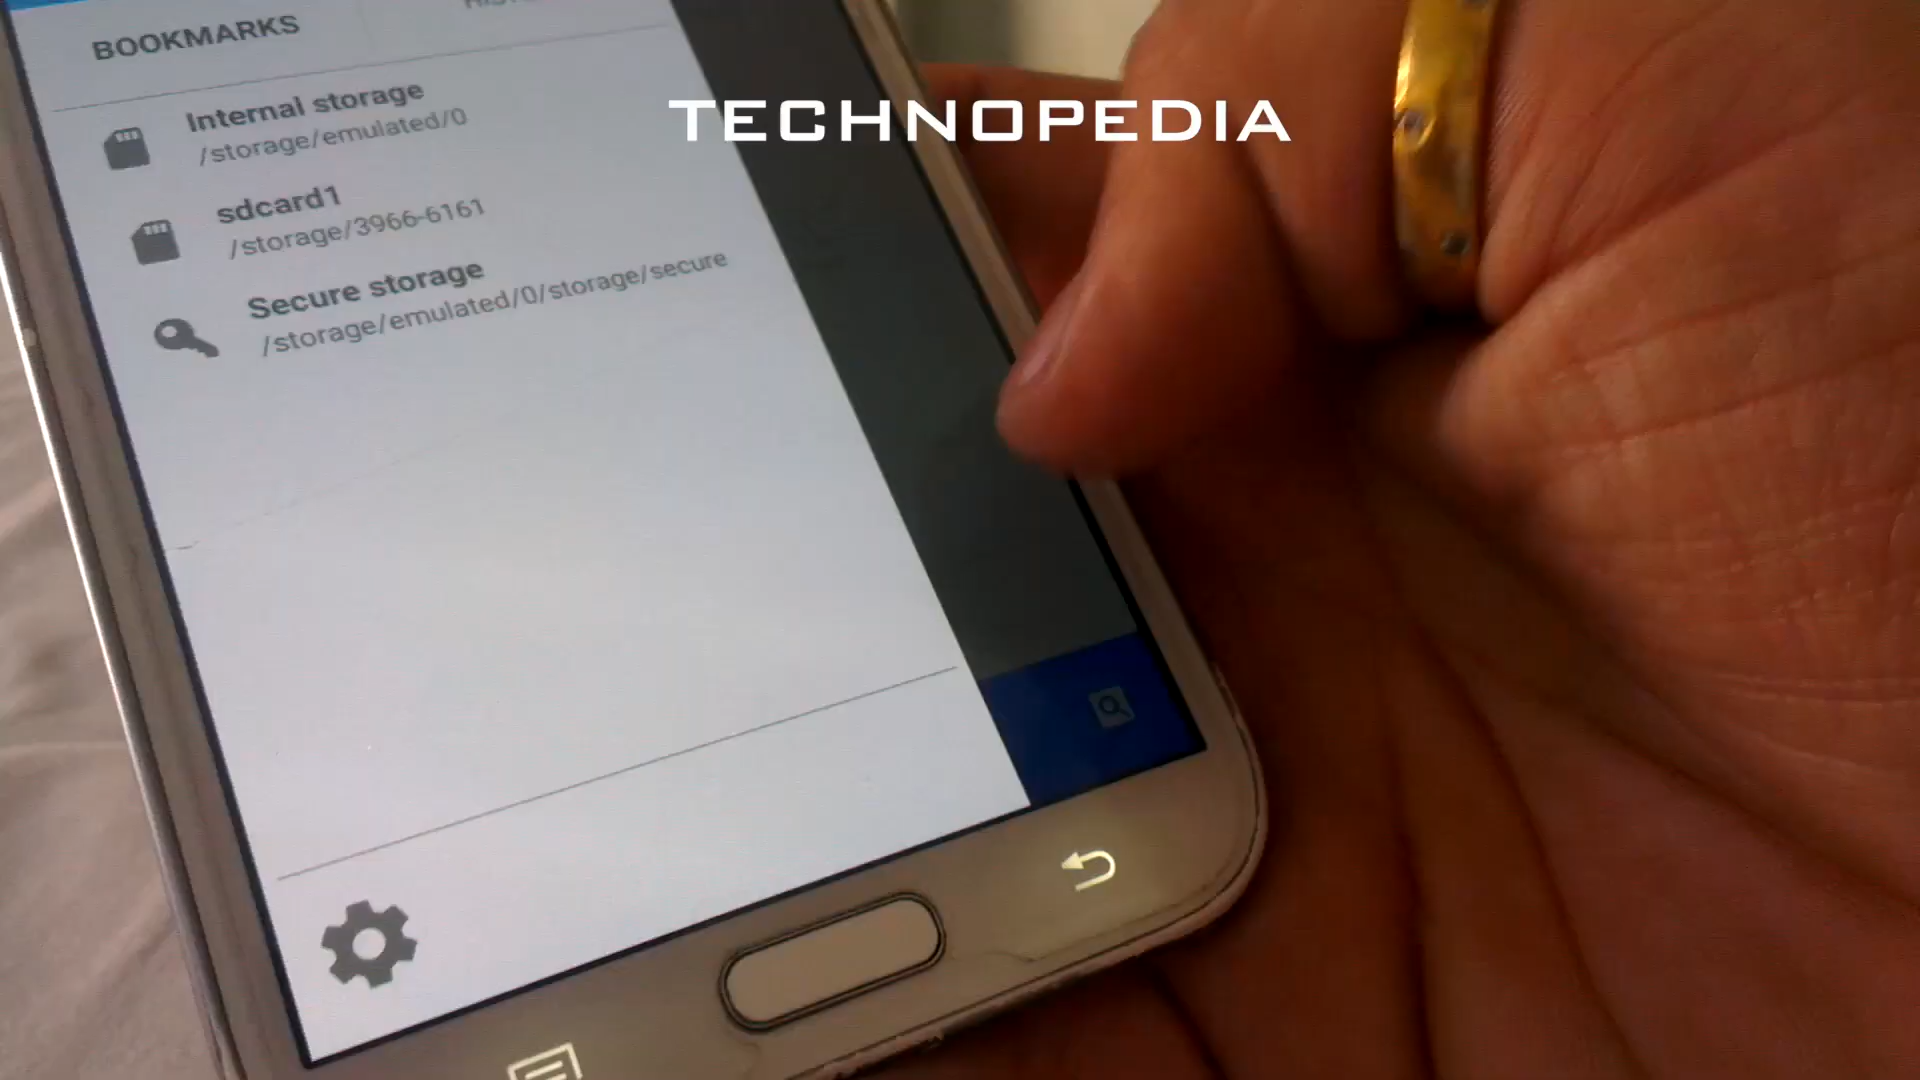 BOOKMARKS
TECHNOPEDIA
Internal storage
/storage/emulated/0
sdcard1
/storage/3966-6161
Secure storage
/storage/emulated/0/storage/secure